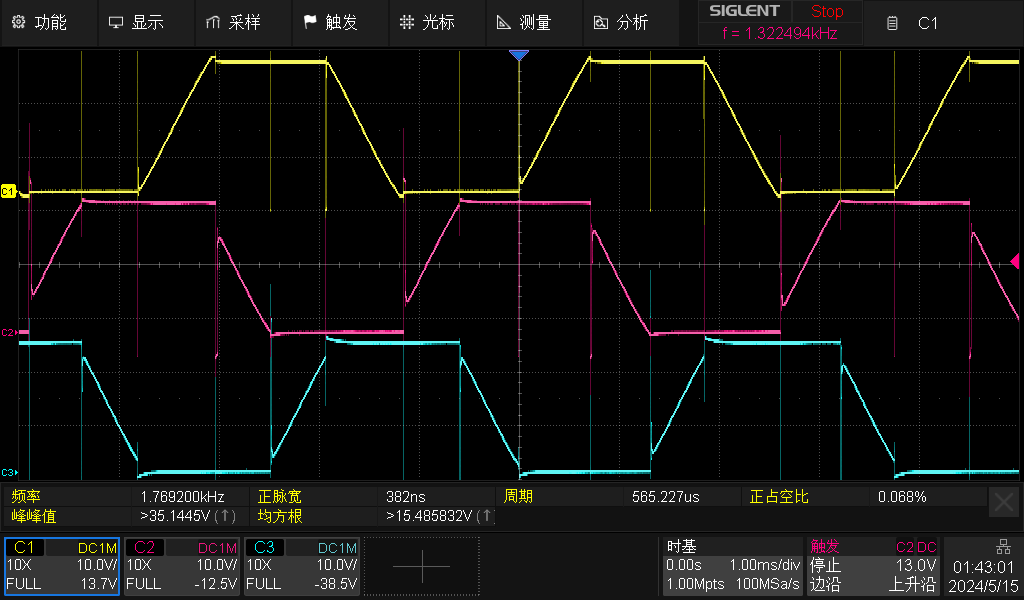 功能 显示 采样 触发 光标 测量 分析 SIGLENT Stop C1
f = 1.322494kHz
C1
C2
C3
频率 1.769200kHz 正脉宽 382ns 周期 565.227us 正占空比 0.068%
峰峰值 >35.1445V (↑) 均方根 >15.485832V (↑)
C1 DC1M C2 DC1M C3 DC1M 时基 触发 C2 DC
10X 10.0V/ 10X 10.0V/ 10X 10.0V/ 0.00s 1.00ms/div 停止 13.0V 01:43:01
FULL 13.7V FULL -12.5V FULL -38.5V 1.00Mpts 100MSa/s 边沿 上升沿 2024/5/15